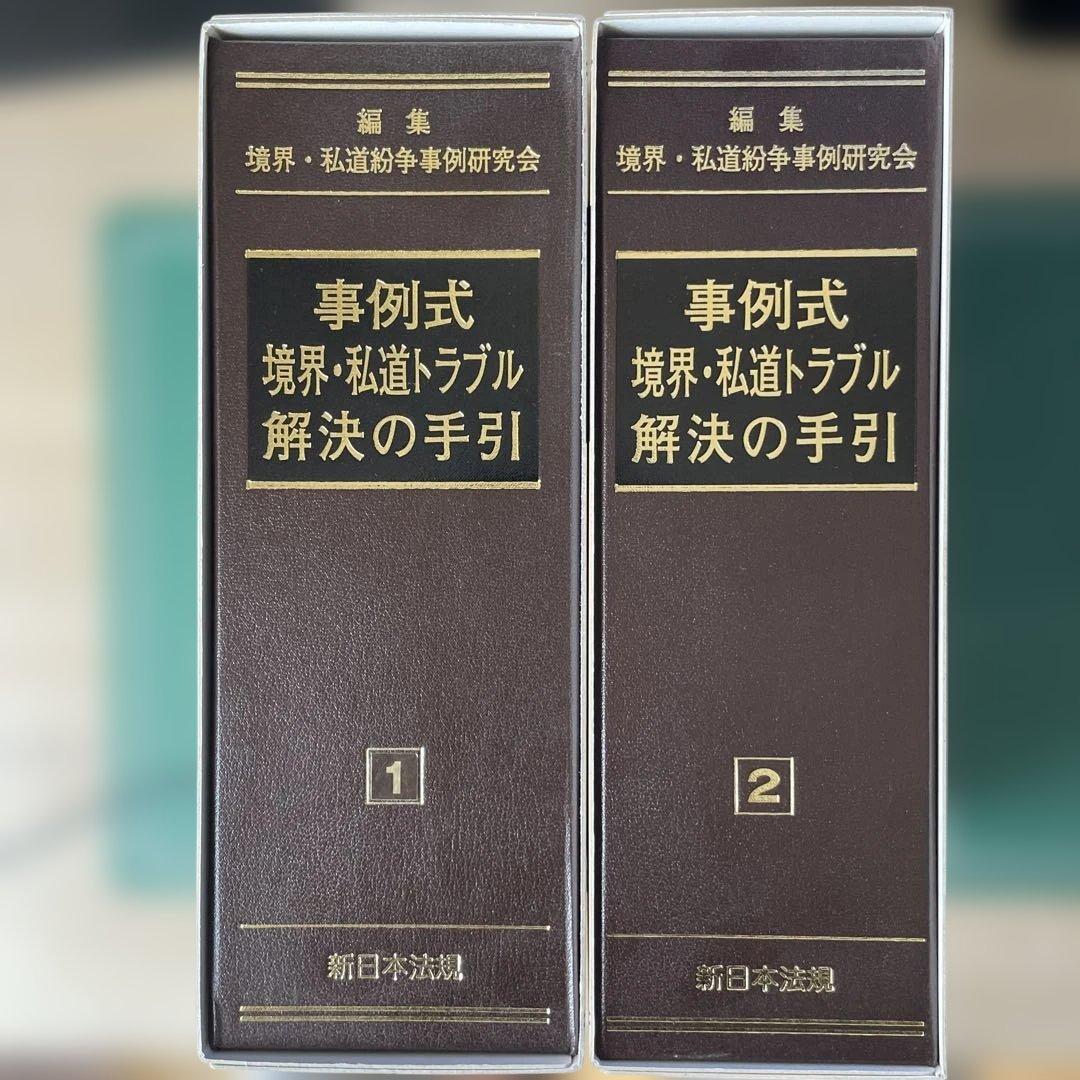 編集
境界・私道紛争事例研究会
事例式
境界・私道トラブル
解決の手引
1
新日本法規
編集
境界・私道紛争事例研究会
事例式
境界・私道トラブル
解決の手引
2
新日本法規